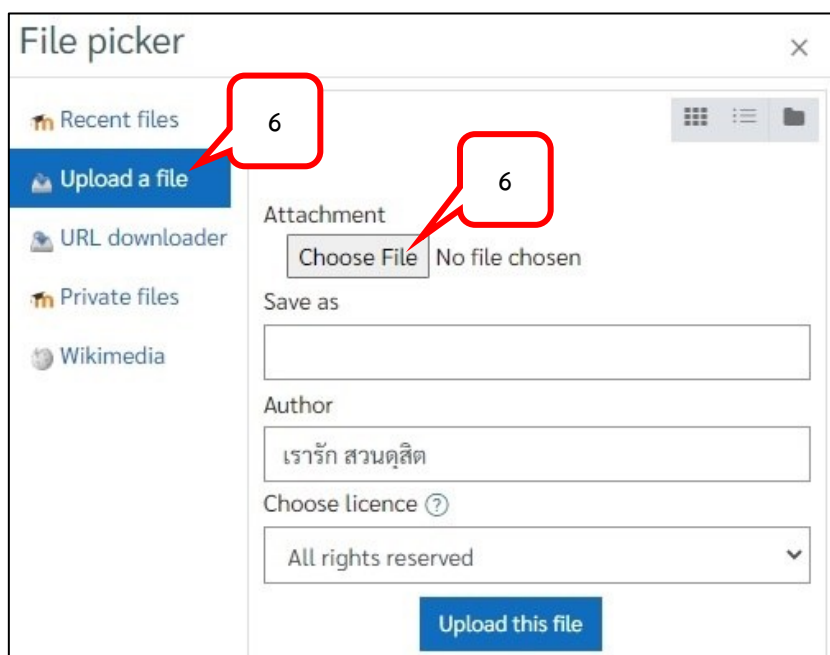 File picker
Recent files
6
Upload a file
6
URL downloader
Private files
Wikimedia
Attachment
Choose File No file chosen
Save as
Author
เรารัก สวนดุสิต
Choose licence ?
All rights reserved
Upload this file